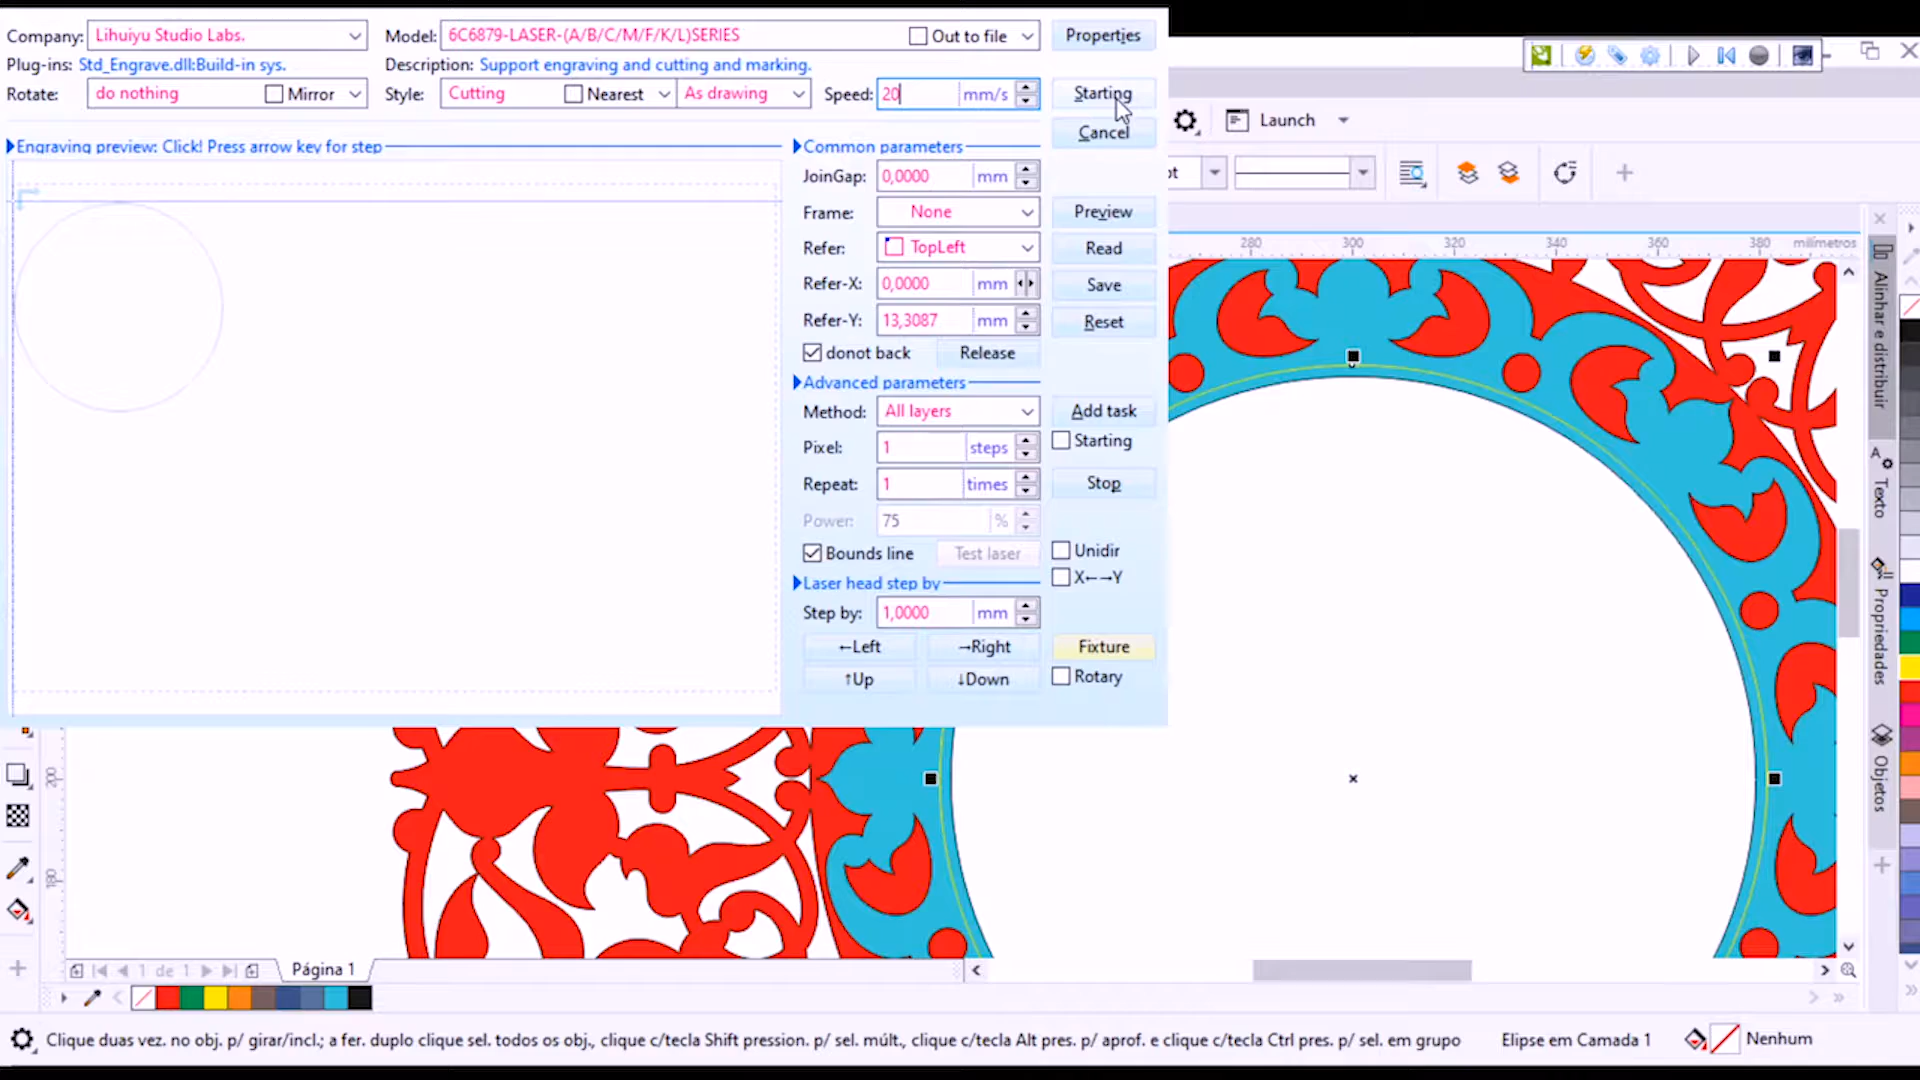 Company: Lihuiyu Studio Labs. Model: 6C6879-LASER-(A/B/C/M/F/K/L)SERIES Out to file Properties
Plug-ins: Std_Engrave.dll:Build-in sys. Description: Support engraving and cutting and marking.
Rotate: do nothing Mirror Style: Cutting Nearest As drawing Speed: 20 mm/s Starting
Cancel
Launch
Engraving preview: Click! Press arrow key for step
Common parameters
JoinGap: 0,0000 mm
Frame: None Preview
Refer: TopLeft Read
Refer-X: 0,0000 mm Save
Refer-Y: 13,3087 mm Reset
donot back Release
Advanced parameters
Method: All layers Add task
Pixel: 1 steps Starting
Repeat: 1 times Stop
Power: 75 %
Bounds line Test laser Unidir
X←→Y
Laser head step by
Step by: 1,0000 mm
←Left →Right Fixture
↑Up ↓Down Rotary
280 300 320 340 360 380 milímetros
Alinhar e distribuir
Texto
Propriedades
Objetos
200
180
1 de 1 Página 1
Clique duas vez. no obj. p/ girar/incl.; a fer. duplo clique sel. todos os obj., clique c/tecla Shift pression. p/ sel. múlt., clique c/tecla Alt pres. p/ aprof. e clique c/tecla Ctrl pres. p/ sel. em grupo Elipse em Camada 1 Nenhum